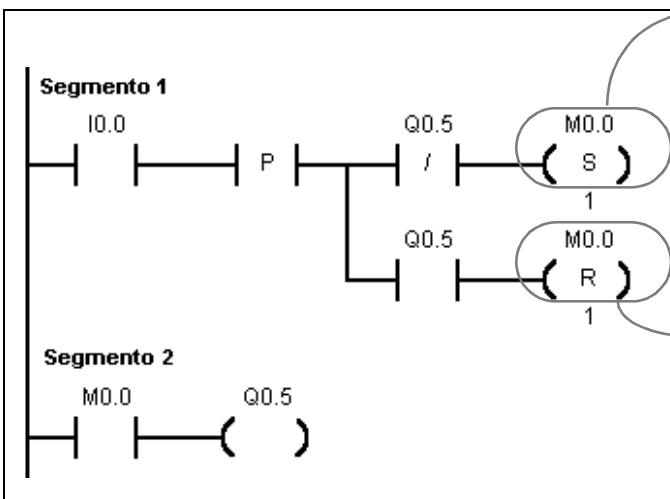 Segmento 1
I0.0 Q0.5 M0.0
P / S
1
Q0.5 M0.0
R
1
Segmento 2
M0.0 Q0.5